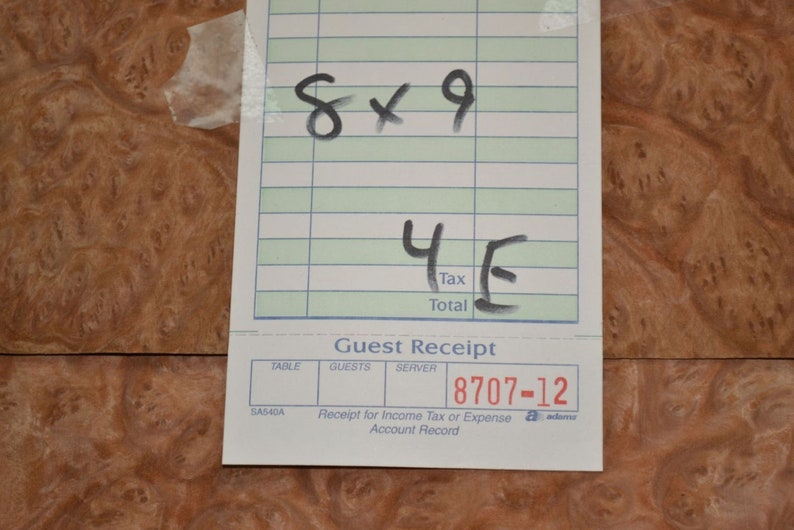 8 x 9
4 E
Tax
Total
Guest Receipt
TABLE GUESTS SERVER
8707-12
SA540A Receipt for Income Tax or Expense a adams
Account Record